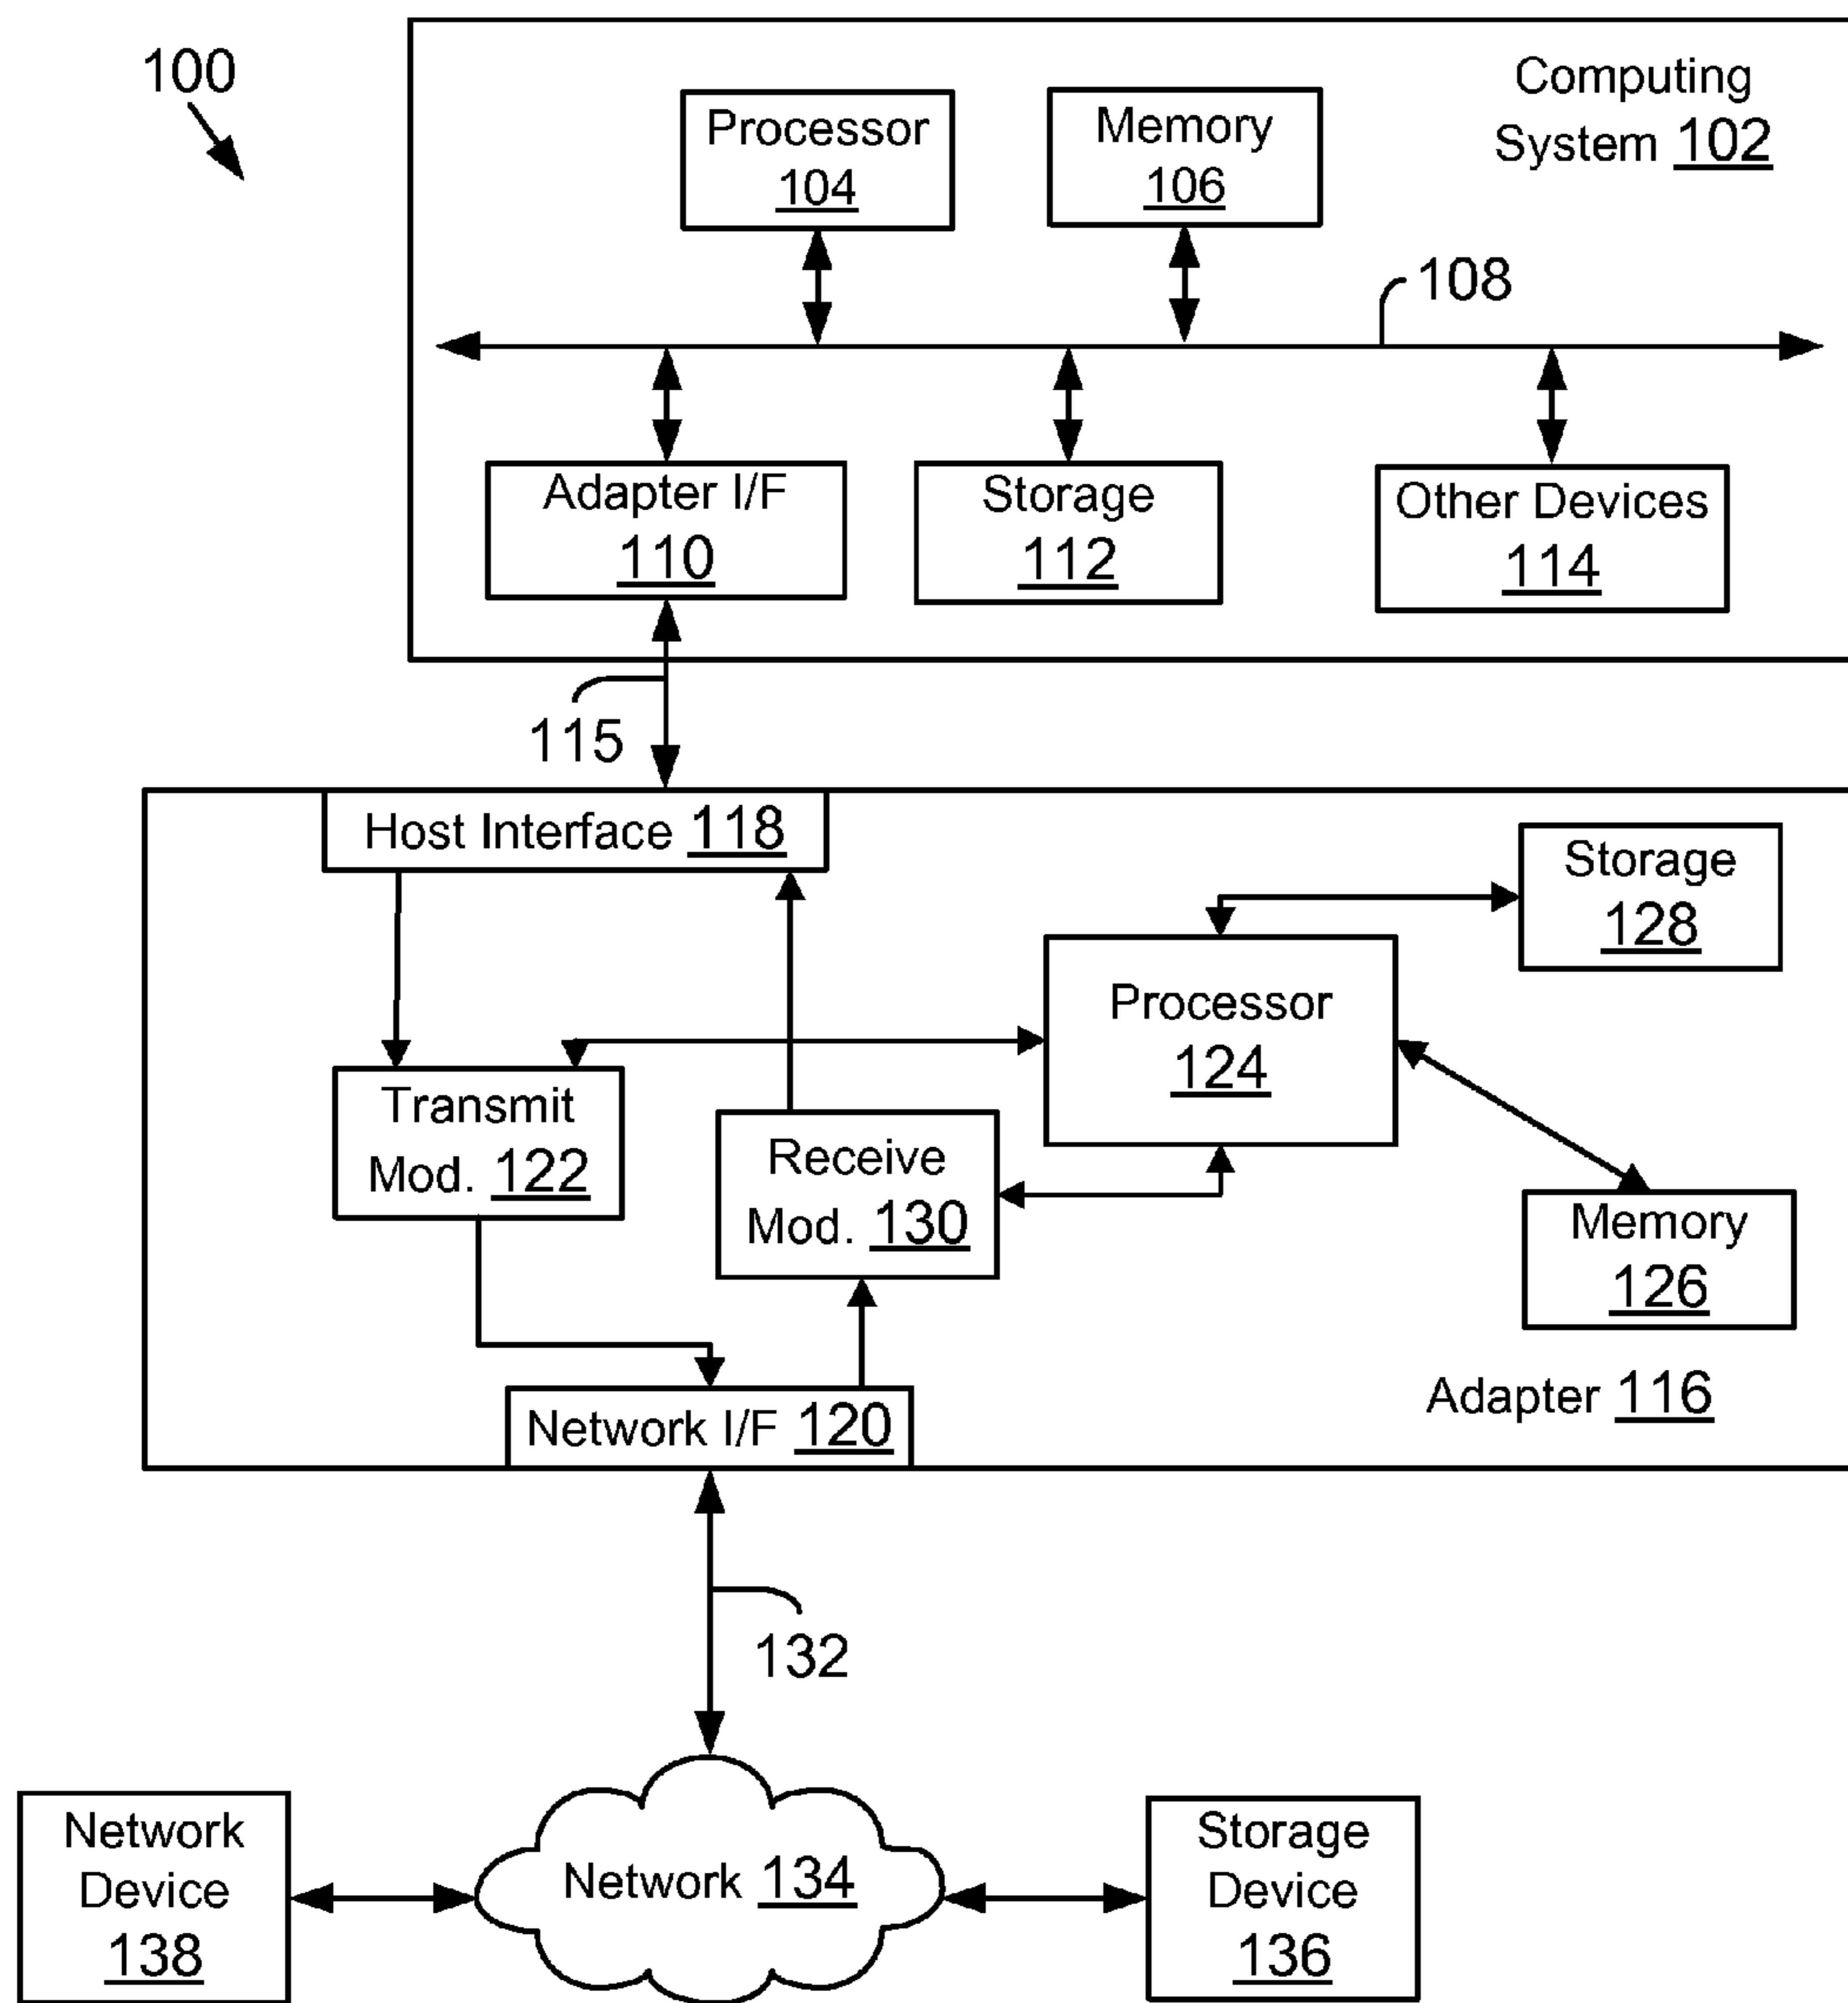 100
Computing
System 102
Processor
104
Memory
106
108
Adapter I/F
110
Storage
112
Other Devices
114
115
Host Interface 118
Storage
128
Processor
124
Transmit
Mod. 122
Receive
Mod. 130
Memory
126
Adapter 116
Network I/F 120
132
Network
Device
138
Network 134
Storage
Device
136